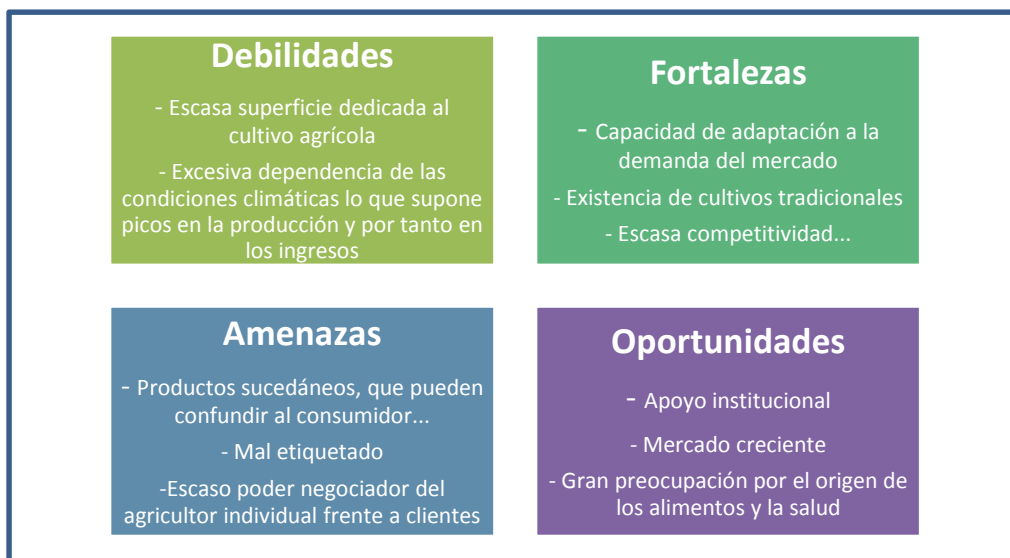 Debilidades
- Escasa superficie dedicada al
cultivo agrícola
- Excesiva dependencia de las
condiciones climáticas lo que supone
picos en la producción y por tanto en
los ingresos
Fortalezas
- Capacidad de adaptación a la
demanda del mercado
- Existencia de cultivos tradicionales
- Escasa competitividad...
Amenazas
- Productos sucedáneos, que pueden
confundir al consumidor...
- Mal etiquetado
-Escaso poder negociador del
agricultor individual frente a clientes
Oportunidades
- Apoyo institucional
- Mercado creciente
- Gran preocupación por el origen de
los alimentos y la salud